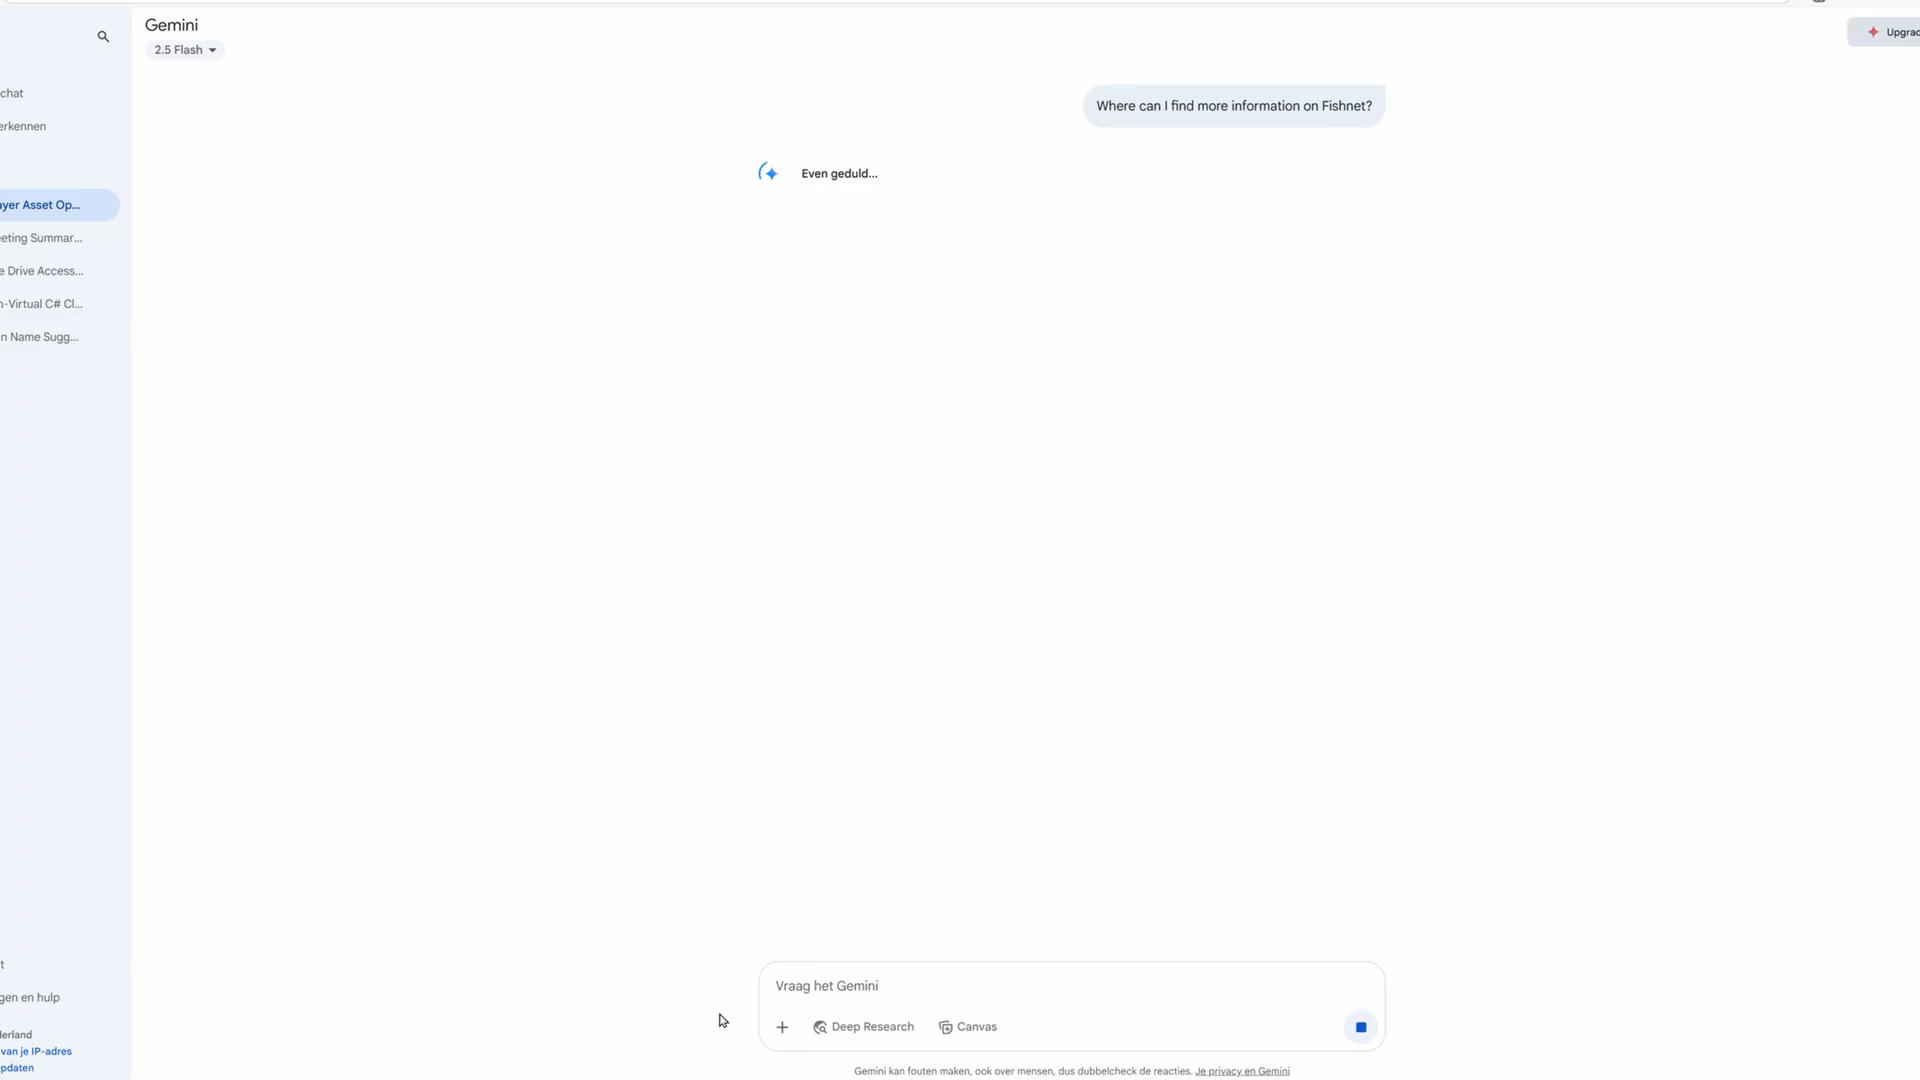 Gemini
2.5 Flash
Upgrad
chat
erkennen
ayer Asset Op...
eeting Summar...
e Drive Access...
n-Virtual C# Cl...
n Name Sugg...
t
gen en hulp
derland
van je IP-adres
pdaten
Where can I find more information on Fishnet?
Even geduld...
Vraag het Gemini
Deep Research
Canvas
Gemini kan fouten maken, ook over mensen, dus dubbelcheck de reacties. Je privacy en Gemini